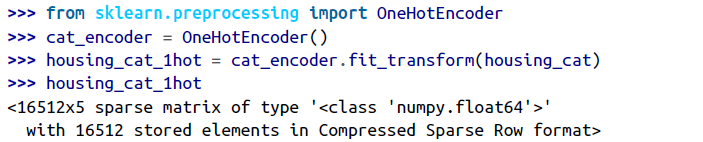 >>> from sklearn.preprocessing import OneHotEncoder
>>> cat_encoder = OneHotEncoder()
>>> housing_cat_1hot = cat_encoder.fit_transform(housing_cat)
>>> housing_cat_1hot
<16512x5 sparse matrix of type '<class 'numpy.float64'>'
  with 16512 stored elements in Compressed Sparse Row format>